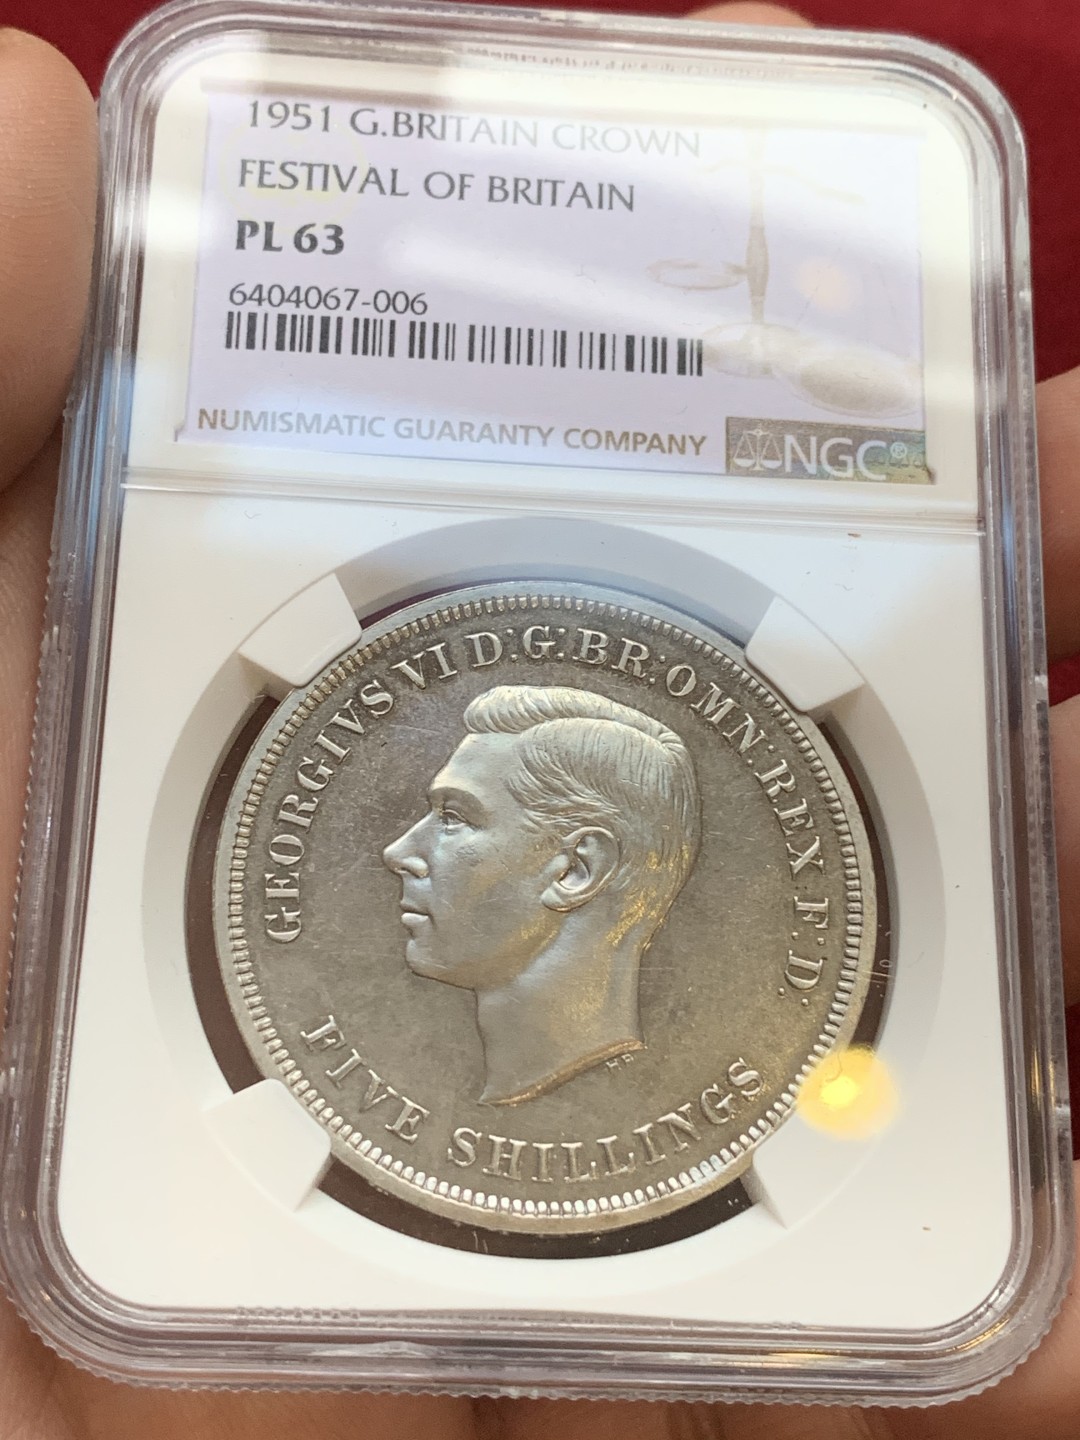 1951 G.BRITAIN CROWN
FESTIVAL OF BRITAIN
PL 63
6404067-006
NUMISMATIC GUARANTY COMPANY
NGC®
GEORGIVS VI D:G:BR:OMN:REX F:D.
HP
FIVE SHILLINGS